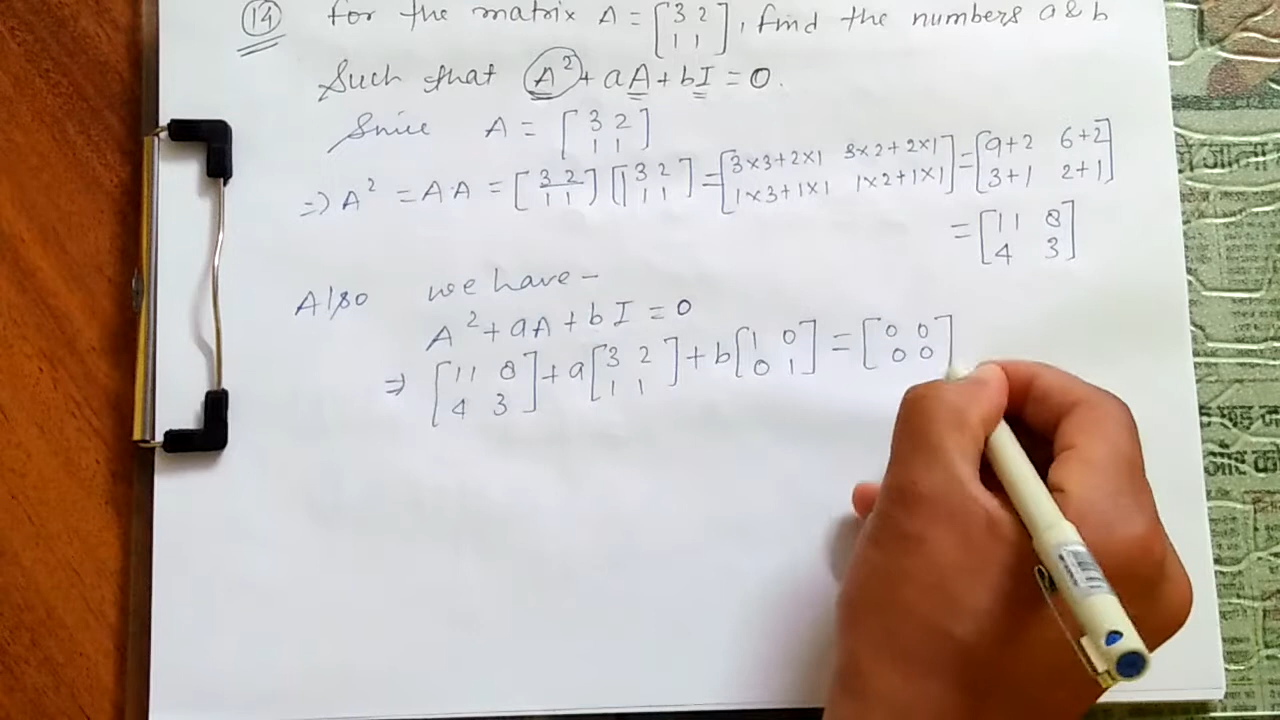 (14) For the matrix A = [3 2 1 1], find the numbers a & b
Such that A² + aA + bI = 0.
Since A = [3 2 1 1]
=> A² = A·A = [3 2 1 1] [3 2 1 1] = [3×3+2×1 3×2+2×1 1×3+1×1 1×2+1×1] = [9+2 6+2 3+1 2+1]
= [11 8 4 3]
Also we have –
A² + aA + bI = 0
=> [11 8 4 3] + a[3 2 1 1] + b[1 0 0 1] = [0 0 0 0]